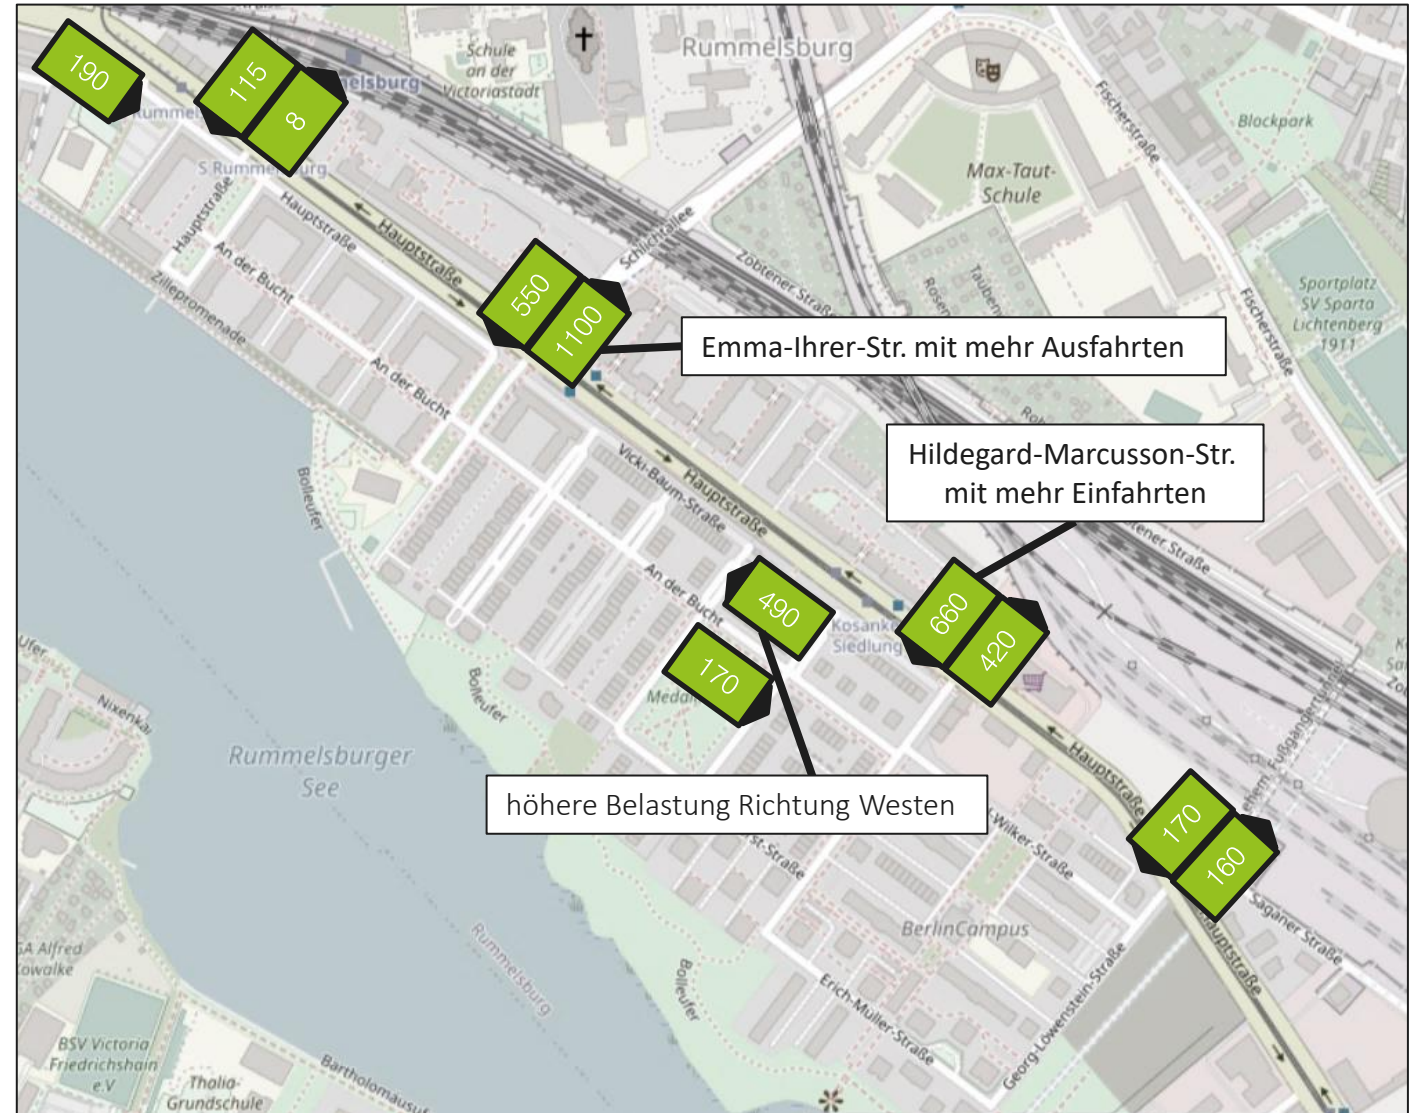 190
115
8
Rummelsburg
Schule
an der
Victoriastadt
Rummelsburg
S Rummelsburg
Hauptstraße
Hauptstraße
Hauptstraße
An der Bucht
Zillepromenade
Schlichtallee
Zobtener Straße
Max-Taut-
Schule
Fischerstraße
Blockpark
Fischerstraße
Sportplatz
SV Sparta
Lichtenberg
1911
550
1100
Emma-Ihrer-Str. mit mehr Ausfahrten
An der Bucht
Bolleufer
Vicki-Baum-Straße
Hauptstraße
Hildegard-Marcusson-Str.
mit mehr Einfahrten
An der Bucht
490
170
Kosanke-
Siedlung
660
420
Bolleufer
Nixenkai
Rummelsburger
See
höhere Belastung Richtung Westen
Hauptstraße
170
160
ehem. Fußgängertunnel
Saganer Straße
Hauptstraße
BerlinCampus
Erich-Müller-Straße
Georg-Löwenstein-Straße
Bolleufer
Rummelsburg
BSV Victoria
Friedrichshain
e.V
Thalia-
Grundschule